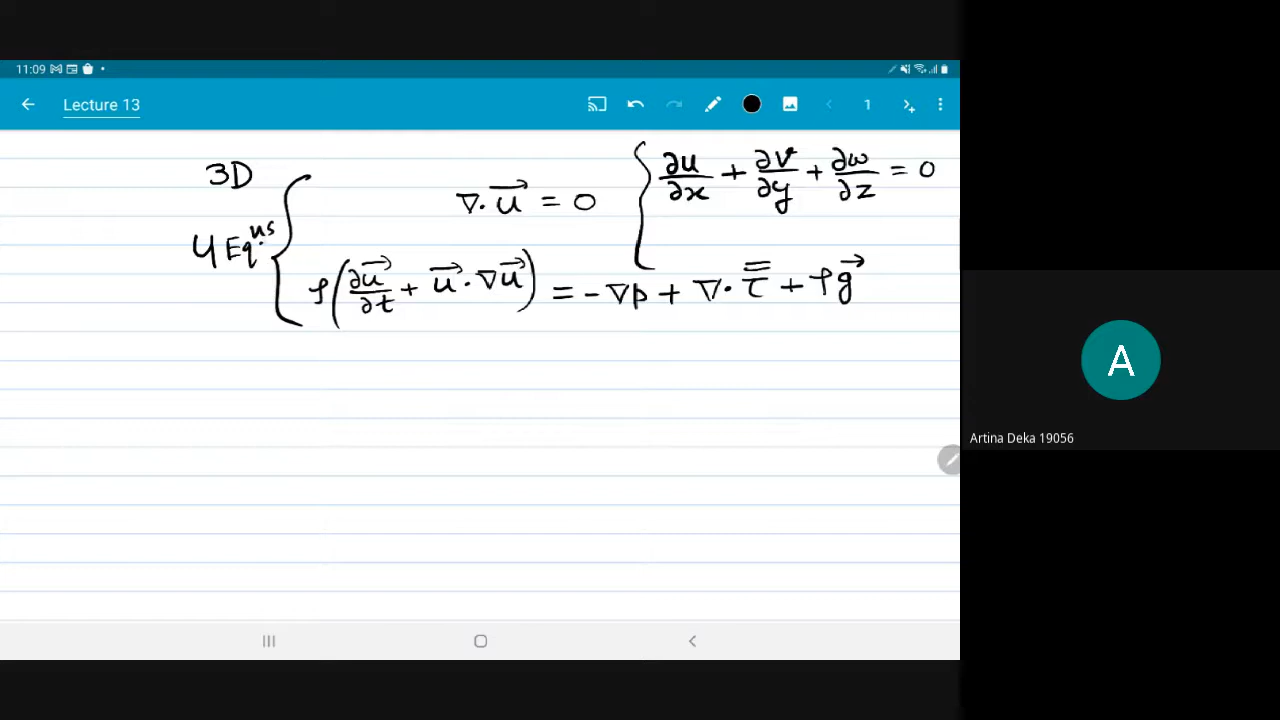 11:09
Lecture 13
1
3D
∇·u⃗ = 0 { ∂u/∂x + ∂v/∂y + ∂w/∂z = 0
4 Eq.ns
ρ(∂u⃗/∂t + u⃗·∇u⃗) = -∇p + ∇·τ̿ + ρg⃗
A
Artina Deka 19056